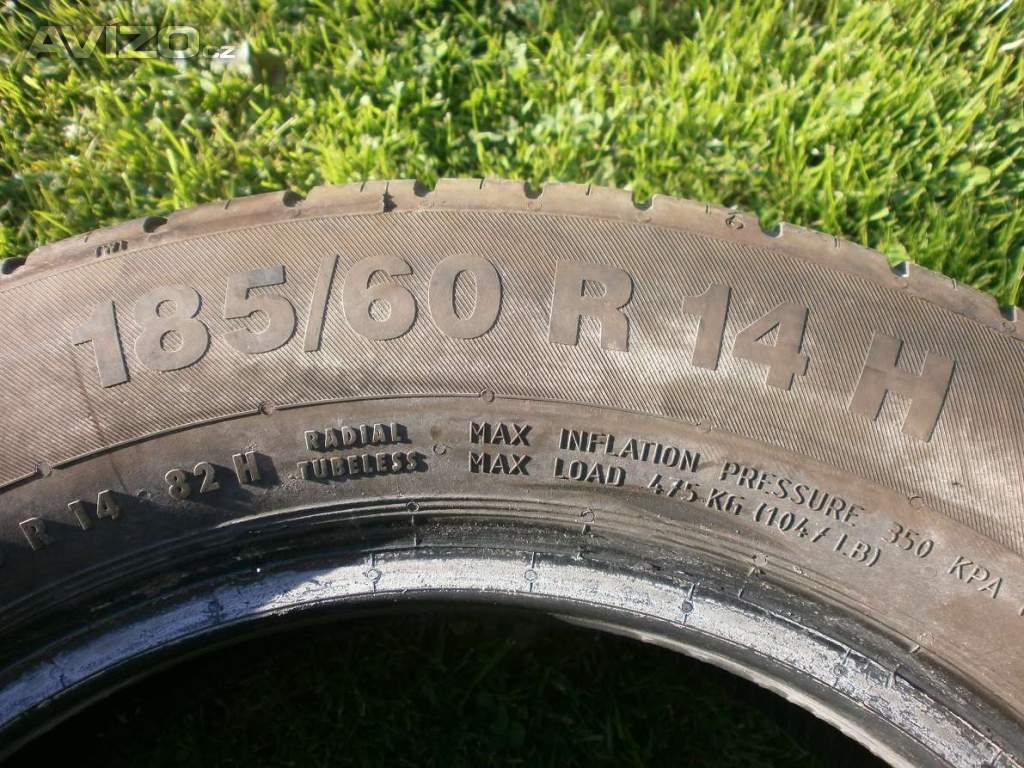 AVIZO.cz
TWI
185/60 R 14 H
R 14 82 H RADIAL TUBELESS
MAX INFLATION PRESSURE 350 KPA
MAX LOAD 475 KG (1047 LB)